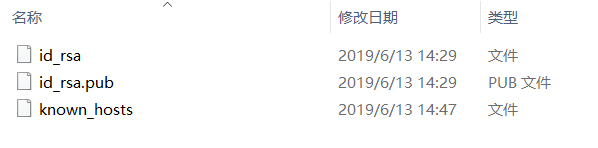 名称 修改日期 类型
id_rsa 2019/6/13 14:29 文件
id_rsa.pub 2019/6/13 14:29 PUB 文件
known_hosts 2019/6/13 14:47 文件